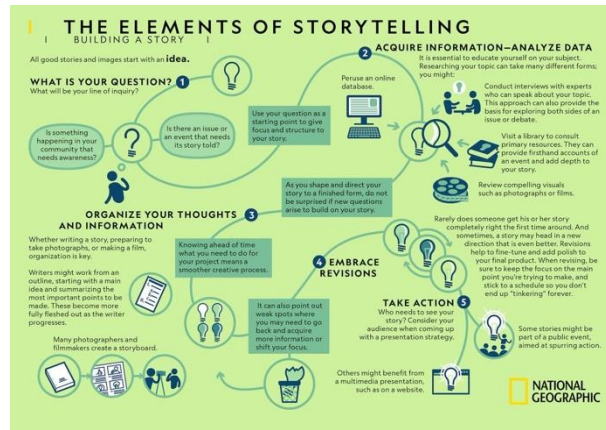 THE ELEMENTS OF STORYTELLING
BUILDING A STORY
All good stories and images start with an idea.
WHAT IS YOUR QUESTION? 1
What will be your line of inquiry?
Is something
happening in your
community that
needs awareness?
?
Is there an issue or
an event that needs
its story told?
Use your question as a
starting point to give
focus and structure to
your story.
2 ACQUIRE INFORMATION—ANALYZE DATA
It is essential to educate yourself on your subject.
Researching your topic can take many different forms;
you might:
Peruse an online
database.
Conduct interviews with experts
who can speak about your topic.
This approach can also provide the
basis for exploring both sides of an
issue or debate.
Visit a library to consult
primary resources. They can
provide firsthand accounts of
an event and add depth to
your story.
Review compelling visuals
such as photographs or films.
As you shape and direct your
story to a finished form, do not
be surprised if new questions
arise to build on your story.
ORGANIZE YOUR THOUGHTS 3
AND INFORMATION
Whether writing a story, preparing to
take photographs, or making a film,
organization is key.
Writers might work from an
outline, starting with a main
idea and summarizing the
most important points to be
made. These become more
fully fleshed out as the writer
progresses.
Many photographers and
filmmakers create a storyboard.
Knowing ahead of time
what you need to do for
your project means a
smoother creative process.
It can also point out
weak spots where
you may need to go
back and acquire
more information or
shift your focus.
4 EMBRACE
REVISIONS
Rarely does someone get his or her story
completely right the first time around. And
sometimes, a story may head in a new
direction that is even better. Revisions
help to fine-tune and add polish to
your final product. When revising, be
sure to keep the focus on the main
point you're trying to make, and
stick to a schedule so you don't
end up "tinkering" forever.
TAKE ACTION 5
Who needs to see your
story? Consider your
audience when coming up
with a presentation strategy.
Some stories might be
part of a public event,
aimed at spurring action.
Others might benefit from
a multimedia presentation,
such as on a website.
NATIONAL
GEOGRAPHIC